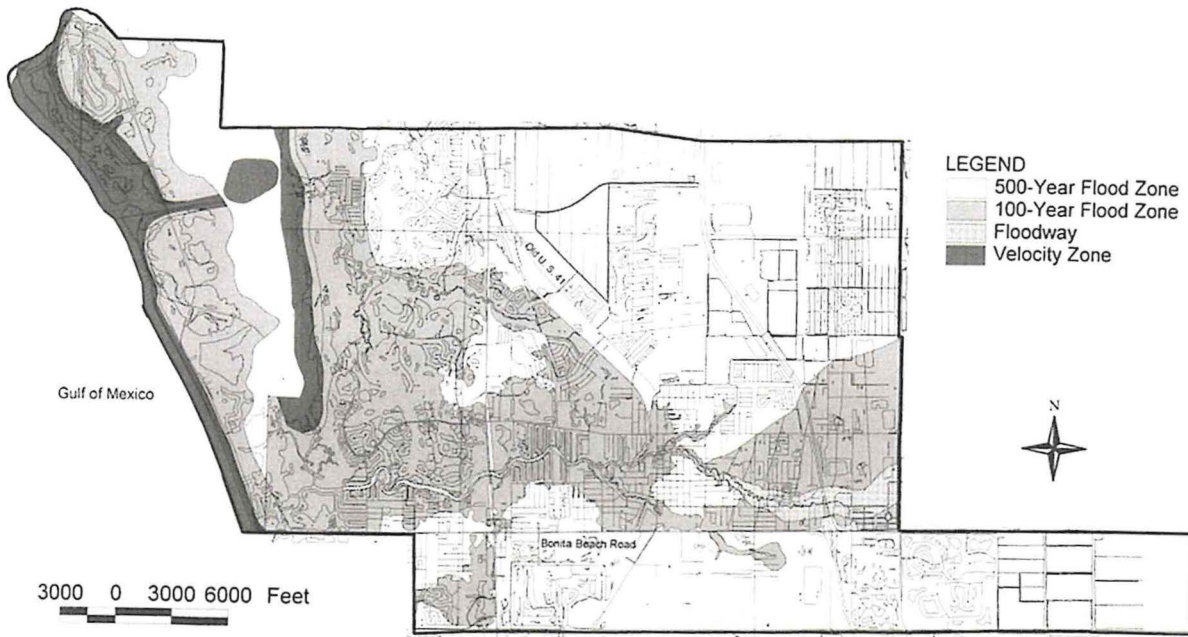 LEGEND
500-Year Flood Zone
100-Year Flood Zone
Floodway
Velocity Zone
Old U.S. 41
Gulf of Mexico
N
Bonita Beach Road
3000 0 3000 6000 Feet